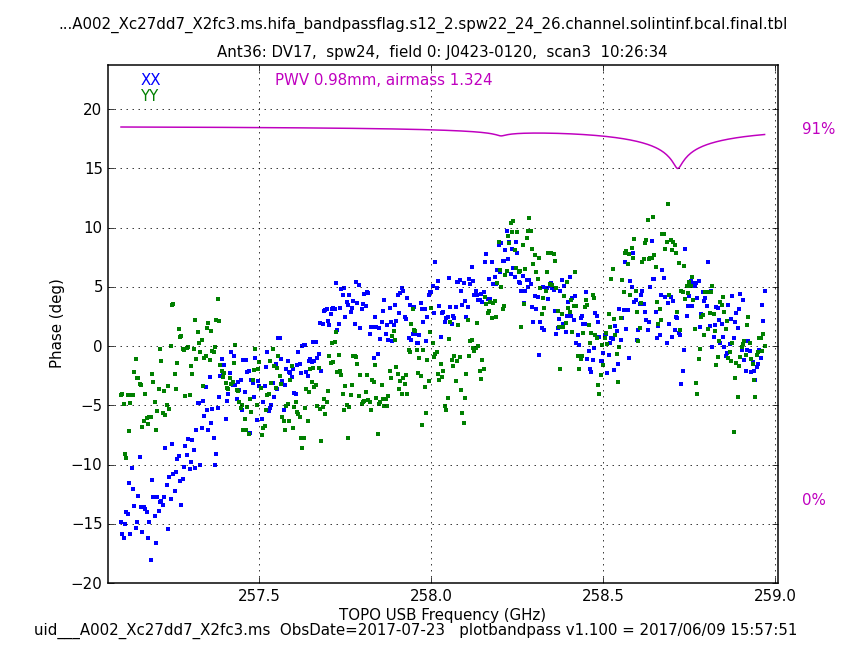 ...A002_Xc27dd7_X2fc3.ms.hifa_bandpassflag.s12_2.spw22_24_26.channel.solintinf.bcal.final.tbl
Ant36: DV17, spw24, field 0: J0423-0120, scan3 10:26:34
XX
PWV 0.98mm, airmass 1.324
YY
20
91%
15
10
5
0
−5
−10
−15
−20
0%
Phase (deg)
257.5 258.0 258.5 259.0
TOPO USB Frequency (GHz)
uid___A002_Xc27dd7_X2fc3.ms ObsDate=2017-07-23 plotbandpass v1.100 = 2017/06/09 15:57:51